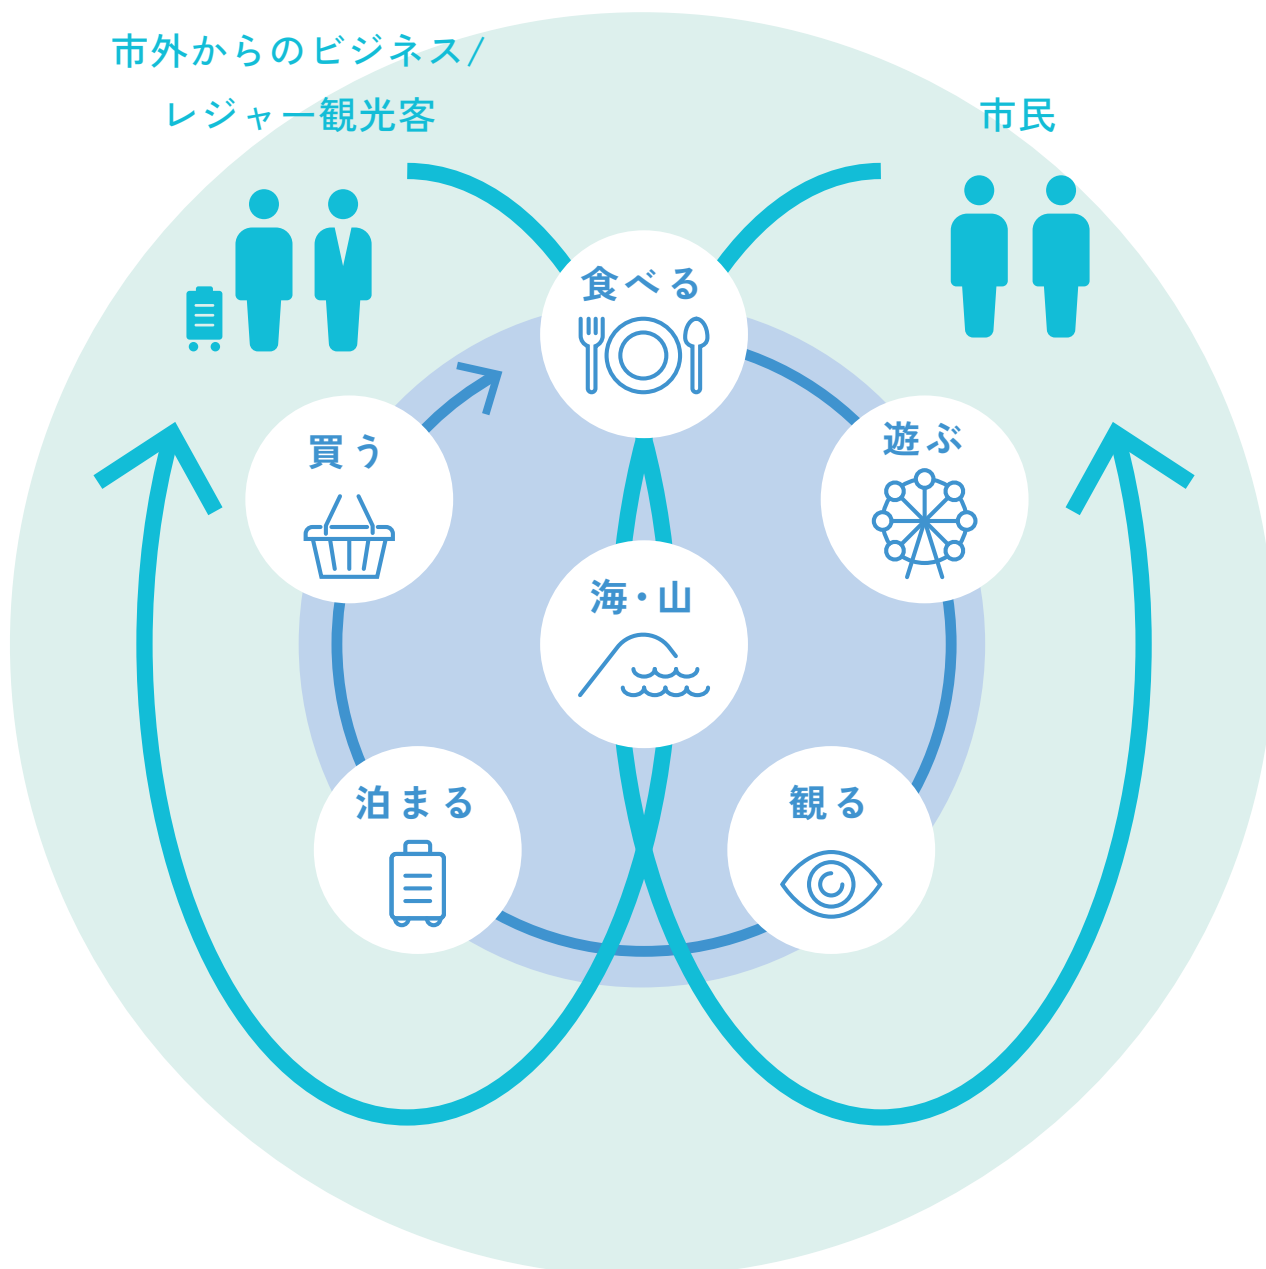 市外からのビジネス/
レジャー観光客
市民
食べる
買う
遊ぶ
海・山
泊まる
観る